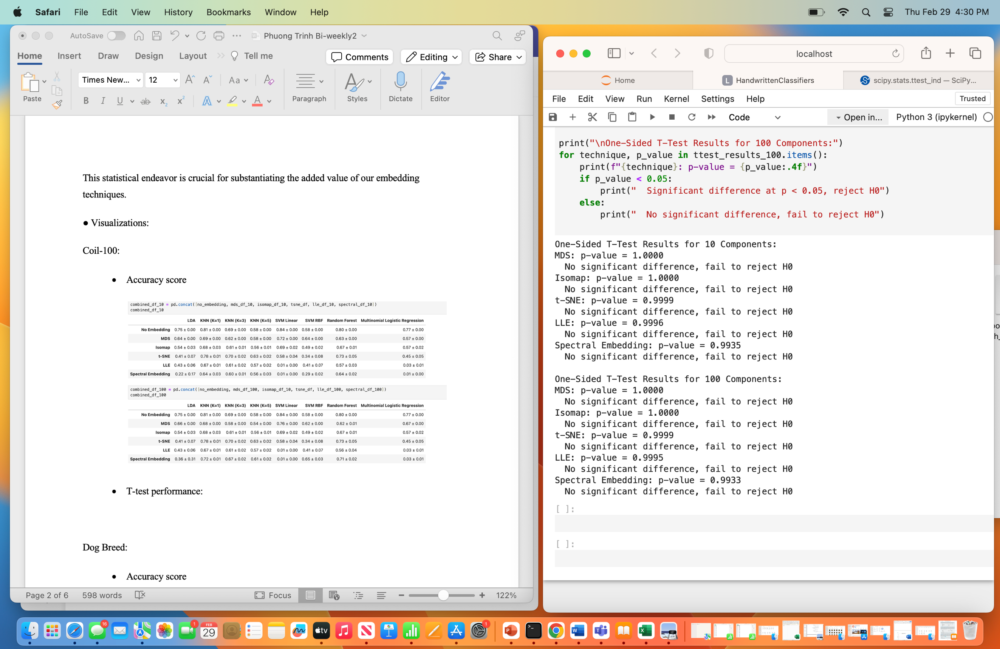 Safari File Edit View History Bookmarks Window Help Thu Feb 29 4:30 PM
AutoSave Phuong Trinh Bi-weekly2
Home Insert Draw Design Layout Tell me Comments Editing Share
Times New... 12 Aa
Paste B I U ab x₂ x² A A Paragraph Styles Dictate Editor
This statistical endeavor is crucial for substantiating the added value of our embedding
techniques.
● Visualizations:
Coil-100:
● Accuracy score
combined_df_10 = pd.concat([no_embedding, mds_df_10, isomap_df_10, tsne_df, lle_df_10, spectral_df_10])
combined_df_10
LDA KNN (K=1) KNN (K=3) KNN (K=5) SVM Linear SVM RBF Random Forest Multinomial Logistic Regression
No Embedding 0.75 ± 0.00 0.81 ± 0.00 0.69 ± 0.00 0.58 ± 0.00 0.84 ± 0.00 0.58 ± 0.00 0.80 ± 0.00 0.77 ± 0.00
MDS 0.64 ± 0.00 0.69 ± 0.00 0.62 ± 0.00 0.58 ± 0.00 0.72 ± 0.00 0.64 ± 0.00 0.63 ± 0.00 0.57 ± 0.00
Isomap 0.54 ± 0.03 0.68 ± 0.03 0.61 ± 0.01 0.56 ± 0.01 0.69 ± 0.02 0.49 ± 0.02 0.67 ± 0.01 0.57 ± 0.02
t-SNE 0.41 ± 0.07 0.78 ± 0.01 0.70 ± 0.02 0.63 ± 0.02 0.58 ± 0.04 0.34 ± 0.08 0.73 ± 0.05 0.45 ± 0.05
LLE 0.43 ± 0.06 0.67 ± 0.01 0.61 ± 0.02 0.57 ± 0.02 0.01 ± 0.00 0.41 ± 0.07 0.57 ± 0.03 0.03 ± 0.01
Spectral Embedding 0.22 ± 0.17 0.64 ± 0.03 0.60 ± 0.01 0.56 ± 0.03 0.01 ± 0.00 0.29 ± 0.02 0.64 ± 0.02 0.01 ± 0.00
combined_df_100 = pd.concat([no_embedding, mds_df_100, isomap_df_10, tsne_df, lle_df_100, spectral_df_100])
combined_df_100
LDA KNN (K=1) KNN (K=3) KNN (K=5) SVM Linear SVM RBF Random Forest Multinomial Logistic Regression
No Embedding 0.75 ± 0.00 0.81 ± 0.00 0.69 ± 0.00 0.58 ± 0.00 0.84 ± 0.00 0.58 ± 0.00 0.80 ± 0.00 0.77 ± 0.00
MDS 0.66 ± 0.00 0.68 ± 0.00 0.58 ± 0.00 0.54 ± 0.00 0.76 ± 0.00 0.62 ± 0.00 0.62 ± 0.01 0.67 ± 0.00
Isomap 0.54 ± 0.03 0.68 ± 0.03 0.61 ± 0.01 0.56 ± 0.01 0.69 ± 0.02 0.49 ± 0.02 0.67 ± 0.01 0.57 ± 0.02
t-SNE 0.41 ± 0.07 0.78 ± 0.01 0.70 ± 0.02 0.63 ± 0.02 0.58 ± 0.04 0.34 ± 0.08 0.73 ± 0.05 0.45 ± 0.05
LLE 0.43 ± 0.06 0.67 ± 0.01 0.61 ± 0.02 0.57 ± 0.02 0.01 ± 0.00 0.41 ± 0.07 0.56 ± 0.04 0.03 ± 0.01
Spectral Embedding 0.36 ± 0.31 0.72 ± 0.01 0.67 ± 0.02 0.61 ± 0.02 0.01 ± 0.00 0.65 ± 0.03 0.71 ± 0.02 0.03 ± 0.01
● T-test performance:
Dog Breed:
● Accuracy score
Page 2 of 6 598 words Focus 122%
localhost
Home HandwrittenClassifiers scipy.stats.ttest_ind — SciPy...
File Edit View Run Kernel Settings Help Trusted
Code Open in... Python 3 (ipykernel)
print("\nOne-Sided T-Test Results for 100 Components:")
for technique, p_value in ttest_results_100.items():
    print(f"{technique}: p-value = {p_value:.4f}")
    if p_value < 0.05:
        print("  Significant difference at p < 0.05, reject H0")
    else:
        print("  No significant difference, fail to reject H0")
One-Sided T-Test Results for 10 Components:
MDS: p-value = 1.0000
  No significant difference, fail to reject H0
Isomap: p-value = 1.0000
  No significant difference, fail to reject H0
t-SNE: p-value = 0.9999
  No significant difference, fail to reject H0
LLE: p-value = 0.9996
  No significant difference, fail to reject H0
Spectral Embedding: p-value = 0.9935
  No significant difference, fail to reject H0
One-Sided T-Test Results for 100 Components:
MDS: p-value = 1.0000
  No significant difference, fail to reject H0
Isomap: p-value = 1.0000
  No significant difference, fail to reject H0
t-SNE: p-value = 0.9999
  No significant difference, fail to reject H0
LLE: p-value = 0.9995
  No significant difference, fail to reject H0
Spectral Embedding: p-value = 0.9933
  No significant difference, fail to reject H0
[ ]:
[ ]:
16 1 FEB 29 tv 1